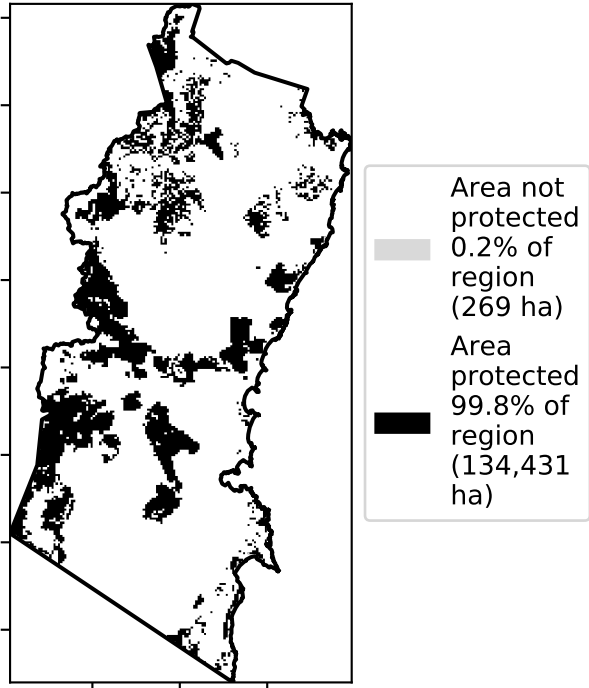 Area not
protected
0.2% of
region
(269 ha)
Area
protected
99.8% of
region
(134,431
ha)